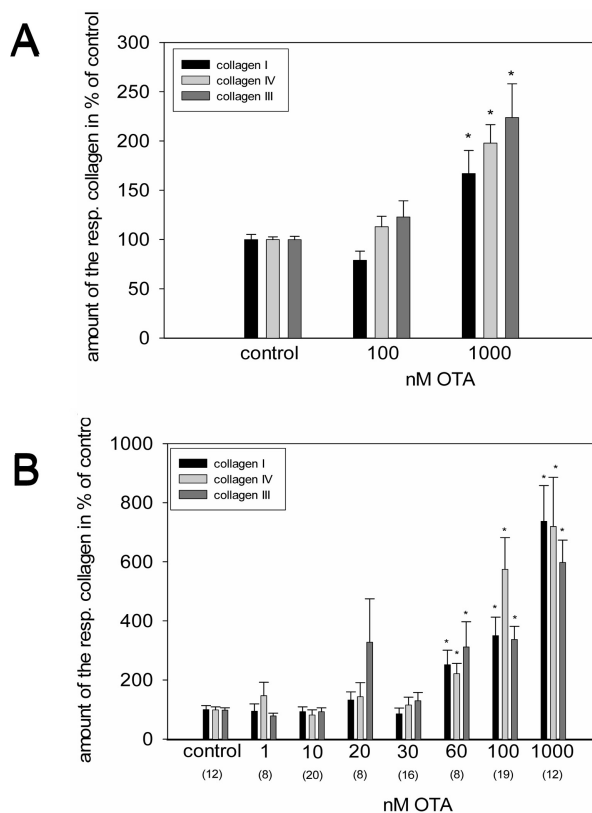 A
amount of the resp. collagen in % of control
300
250
200
150
100
50
0
collagen I
collagen IV
collagen III
* * *
control 100 1000
nM OTA
B
amount of the resp. collagen in % of contro
1000
800
600
400
200
0
collagen I
collagen IV
collagen III
* * * * * * * * *
control 1 10 20 30 60 100 1000
(12) (8) (20) (8) (16) (8) (19) (12)
nM OTA